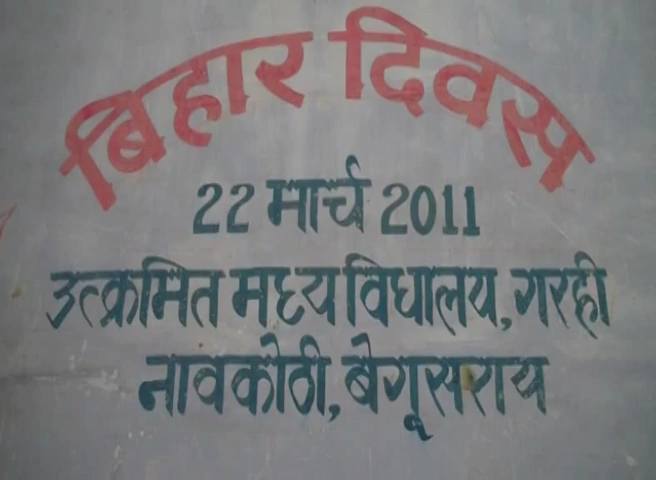 बिहार दिवस
22 मार्च 2011
उत्क्रमित मध्य विद्यालय, गरही
नावकोठी, बेगूसराय